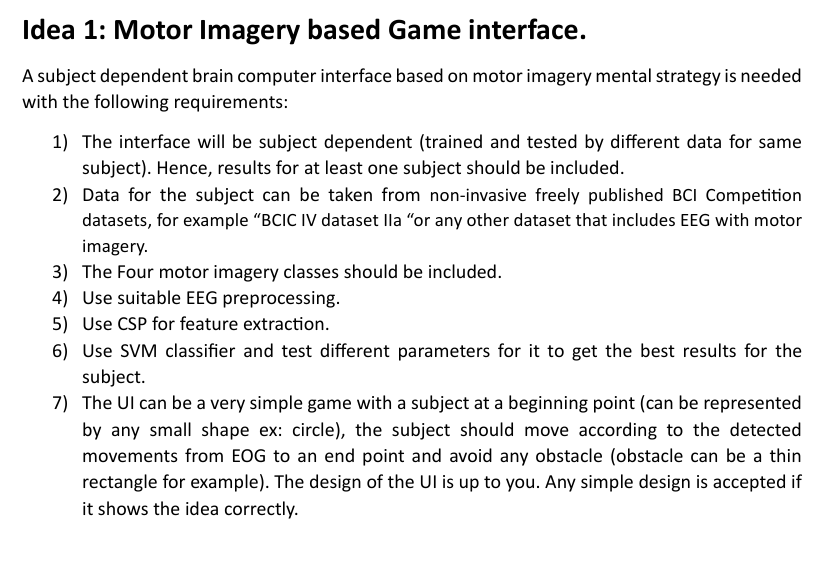 Idea 1: Motor Imagery based Game interface.
A subject dependent brain computer interface based on motor imagery mental strategy is needed
with the following requirements:
1) The interface will be subject dependent (trained and tested by different data for same
subject). Hence, results for at least one subject should be included.
2) Data for the subject can be taken from non-invasive freely published BCI Competition
datasets, for example “BCIC IV dataset IIa “or any other dataset that includes EEG with motor
imagery.
3) The Four motor imagery classes should be included.
4) Use suitable EEG preprocessing.
5) Use CSP for feature extraction.
6) Use SVM classifier and test different parameters for it to get the best results for the
subject.
7) The UI can be a very simple game with a subject at a beginning point (can be represented
by any small shape ex: circle), the subject should move according to the detected
movements from EOG to an end point and avoid any obstacle (obstacle can be a thin
rectangle for example). The design of the UI is up to you. Any simple design is accepted if
it shows the idea correctly.